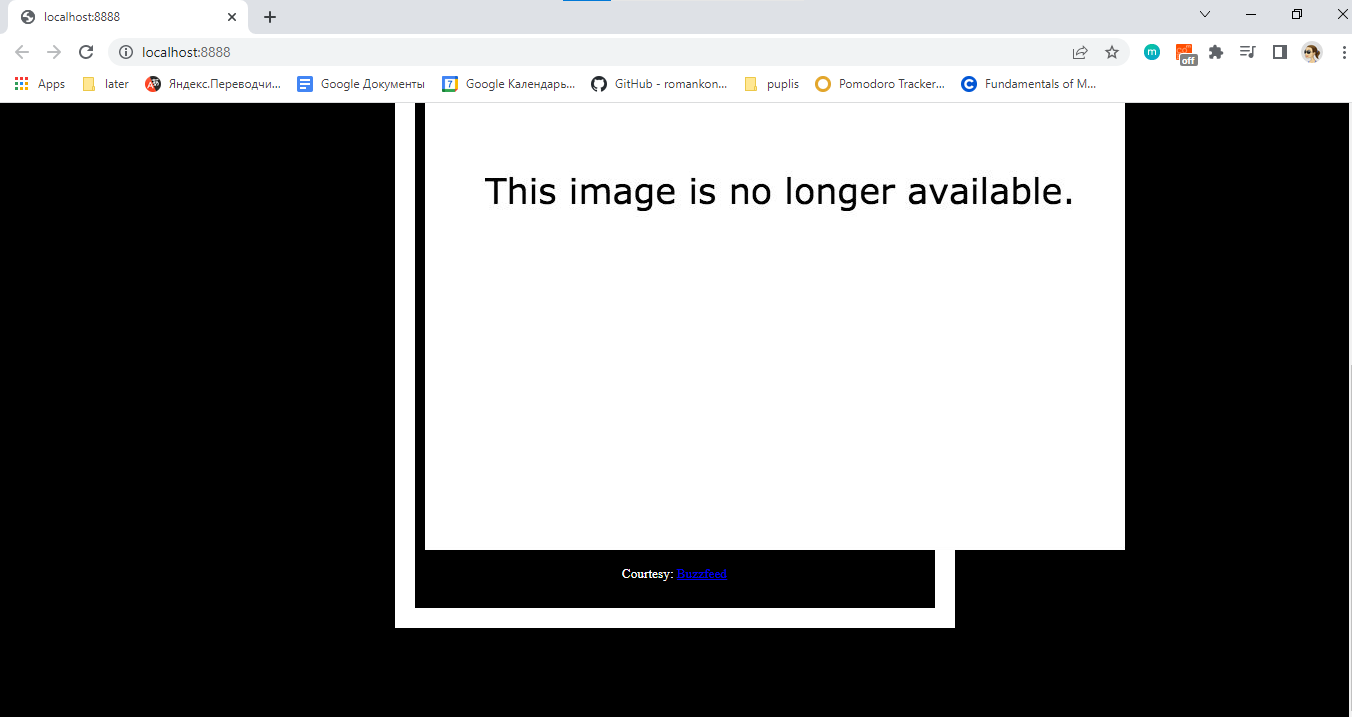 localhost:8888
localhost:8888
m
off
Apps
later
Яндекс.Переводчи...
Google Документы
7
Google Календарь...
GitHub - romankon...
puplis
Pomodoro Tracker...
C
Fundamentals of M...
This image is no longer available.
Courtesy: Buzzfeed